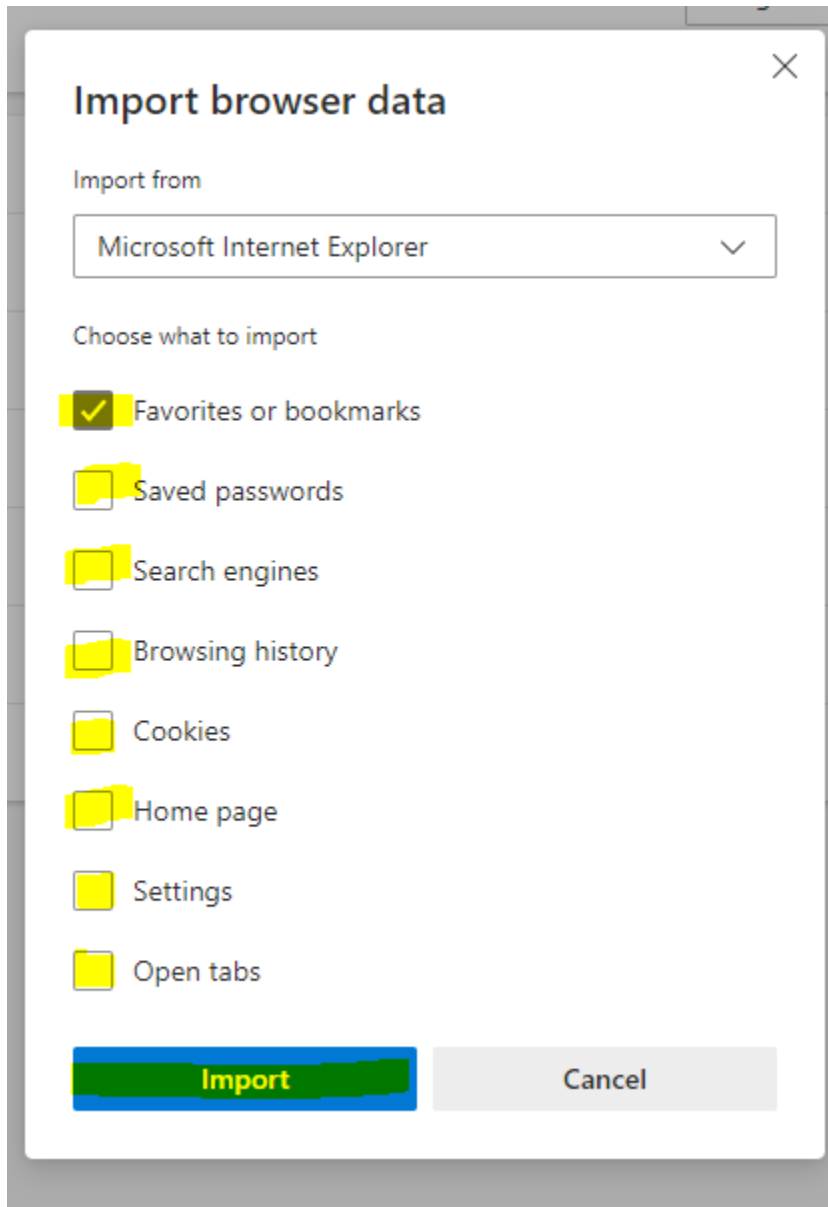 Import browser data
Import from
Microsoft Internet Explorer
Choose what to import
Favorites or bookmarks
Saved passwords
Search engines
Browsing history
Cookies
Home page
Settings
Open tabs
Import Cancel